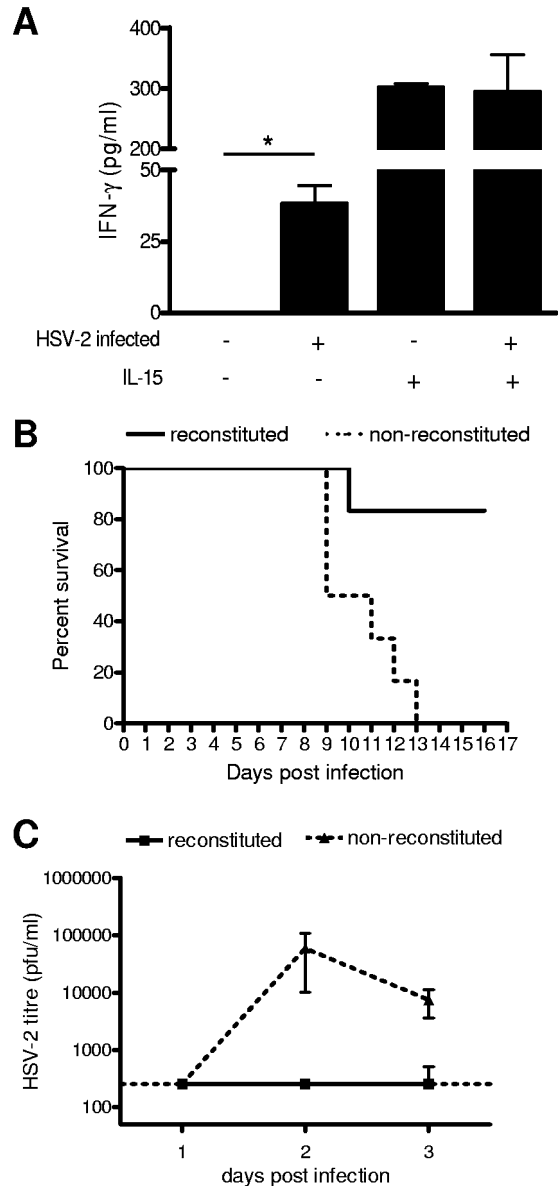 A
400
300
200
50
25
0
IFN-γ (pg/ml)
*
HSV-2 infected - + - +
IL-15 - - + +
B
reconstituted non-reconstituted
100
80
60
40
20
0
Percent survival
0 1 2 3 4 5 6 7 8 9 10 11 12 13 14 15 16 17
Days post infection
C
reconstituted non-reconstituted
1000000
100000
10000
1000
100
HSV-2 titre (pfu/ml)
1 2 3
days post infection